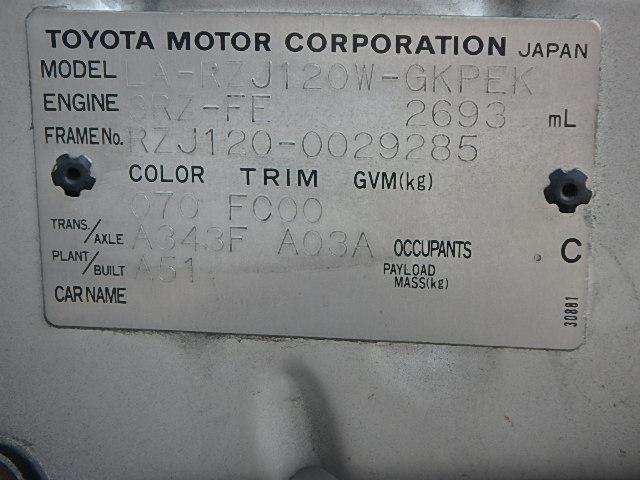 TOYOTA MOTOR CORPORATION JAPAN
MODEL LA-RZJ120W-GKPEK
ENGINE 3RZ-FE 2693 mL
FRAME No. RZJ120-0029285
COLOR TRIM GVM(kg)
070 FC00
TRANS./AXLE A343F A03A OCCUPANTS C
PLANT/BUILT A51 PAYLOAD MASS(kg)
CAR NAME
30881